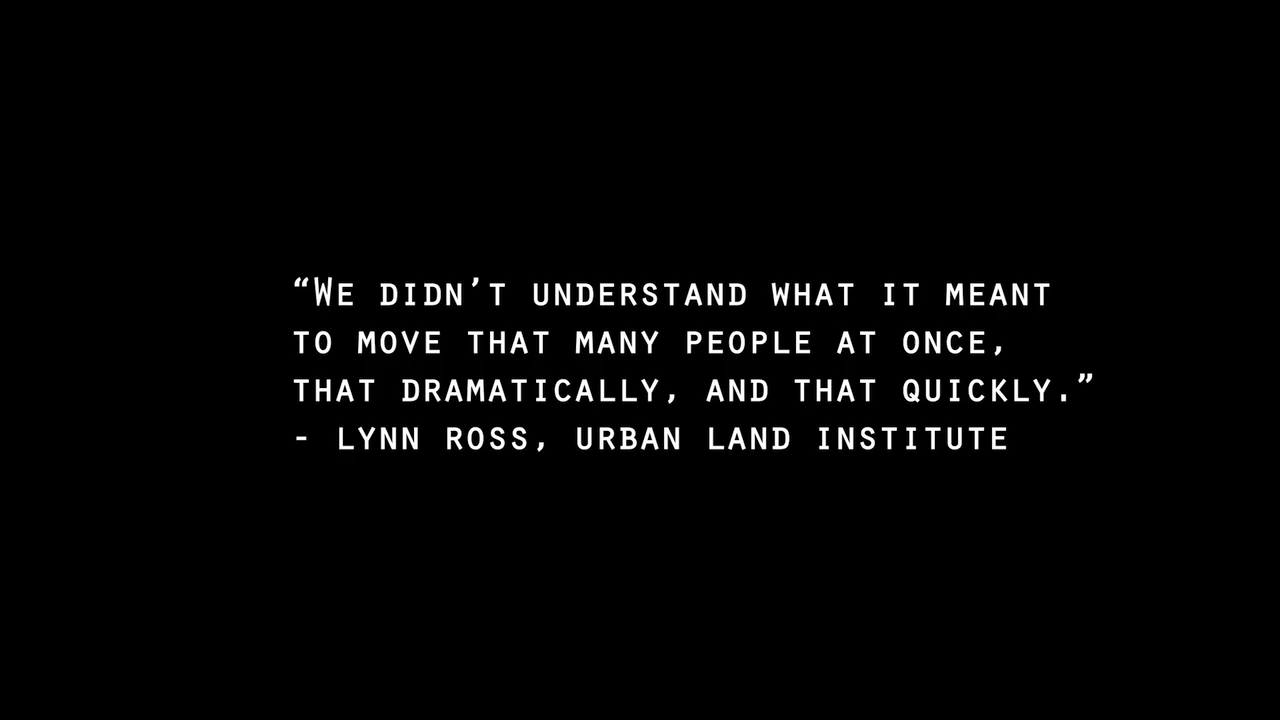 “WE DIDN’T UNDERSTAND WHAT IT MEANT
TO MOVE THAT MANY PEOPLE AT ONCE,
THAT DRAMATICALLY, AND THAT QUICKLY.”
- LYNN ROSS, URBAN LAND INSTITUTE